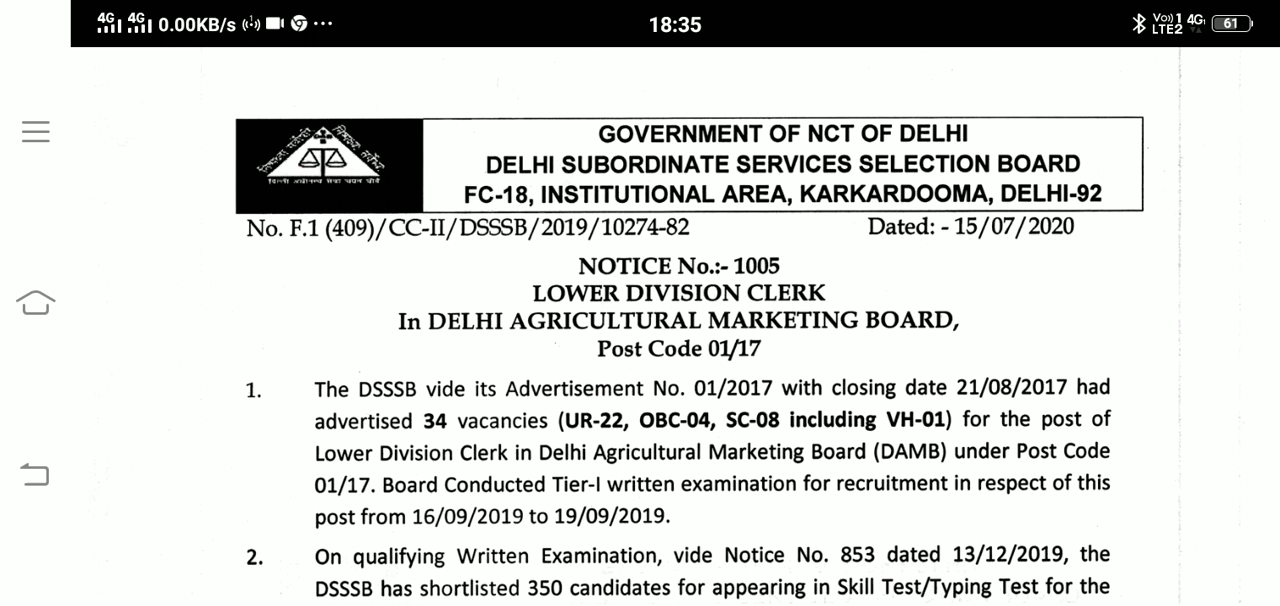 4G 4G 0.00KB/s ... 18:35 Vo)) 1 4G LTE2 61
GOVERNMENT OF NCT OF DELHI
DELHI SUBORDINATE SERVICES SELECTION BOARD
FC-18, INSTITUTIONAL AREA, KARKARDOOMA, DELHI-92
दिल्ली अधीनस्थ सेवा चयन बोर्ड
No. F.1 (409)/CC-II/DSSSB/2019/10274-82 Dated: - 15/07/2020
NOTICE No.:- 1005
LOWER DIVISION CLERK
In DELHI AGRICULTURAL MARKETING BOARD,
Post Code 01/17
1. The DSSSB vide its Advertisement No. 01/2017 with closing date 21/08/2017 had
advertised 34 vacancies (UR-22, OBC-04, SC-08 including VH-01) for the post of
Lower Division Clerk in Delhi Agricultural Marketing Board (DAMB) under Post Code
01/17. Board Conducted Tier-I written examination for recruitment in respect of this
post from 16/09/2019 to 19/09/2019.
2. On qualifying Written Examination, vide Notice No. 853 dated 13/12/2019, the
DSSSB has shortlisted 350 candidates for appearing in Skill Test/Typing Test for the